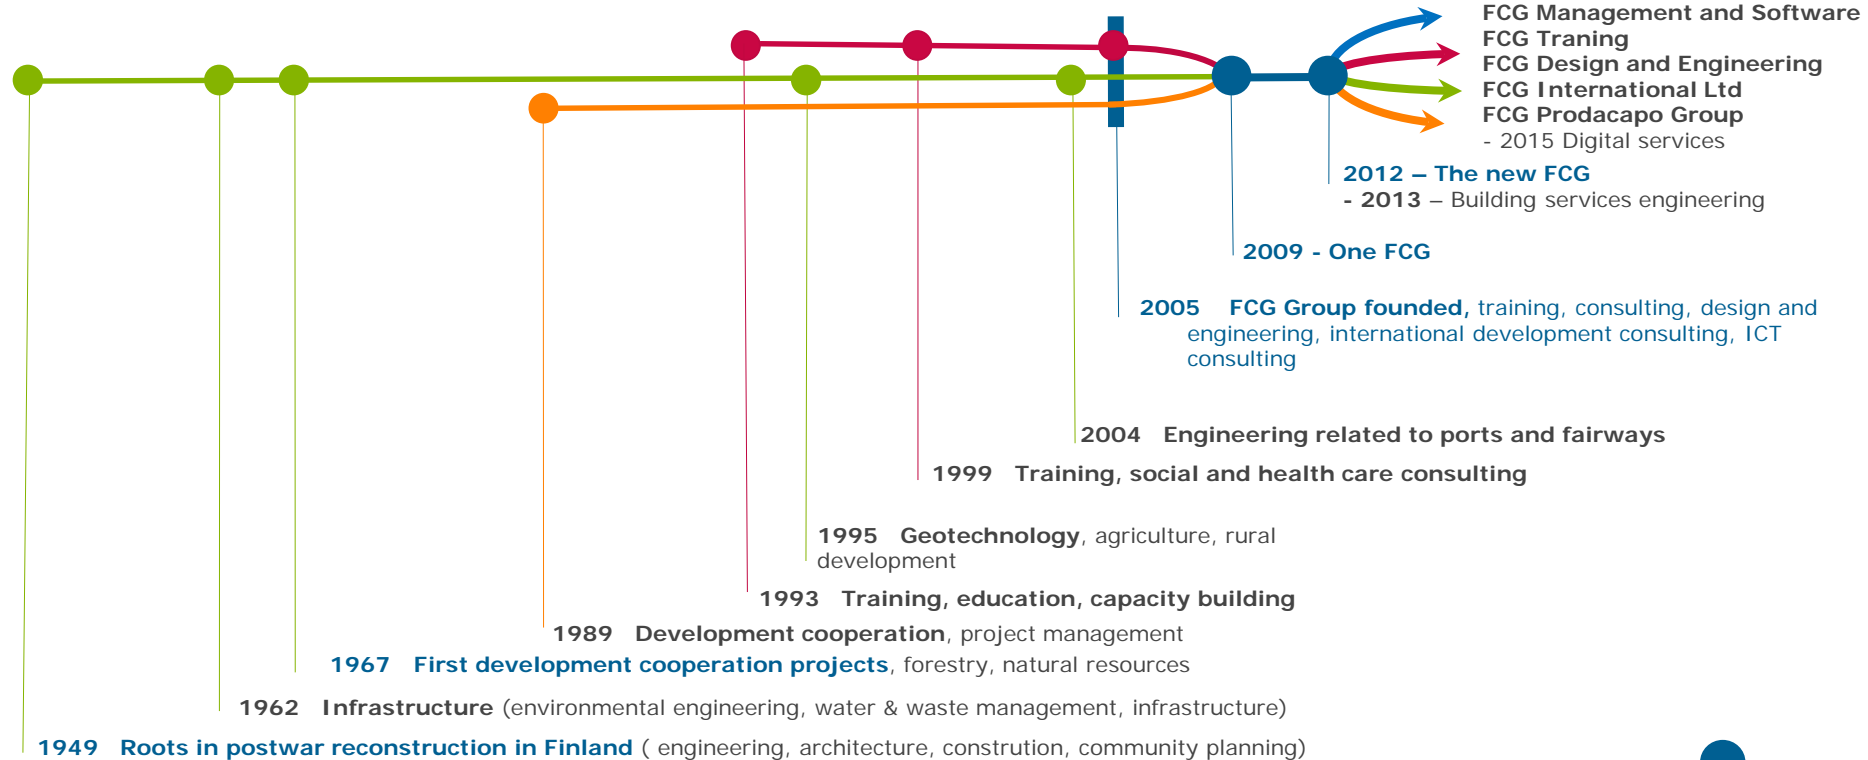 FCG Management and Software
FCG Traning
FCG Design and Engineering
FCG International Ltd
FCG Prodacapo Group
- 2015 Digital services
2012 – The new FCG
- 2013 – Building services engineering
2009 - One FCG
2005 FCG Group founded, training, consulting, design and
engineering, international development consulting, ICT
consulting
2004 Engineering related to ports and fairways
1999 Training, social and health care consulting
1995 Geotechnology, agriculture, rural
development
1993 Training, education, capacity building
1989 Development cooperation, project management
1967 First development cooperation projects, forestry, natural resources
1962 Infrastructure (environmental engineering, water & waste management, infrastructure)
1949 Roots in postwar reconstruction in Finland ( engineering, architecture, constrution, community planning)